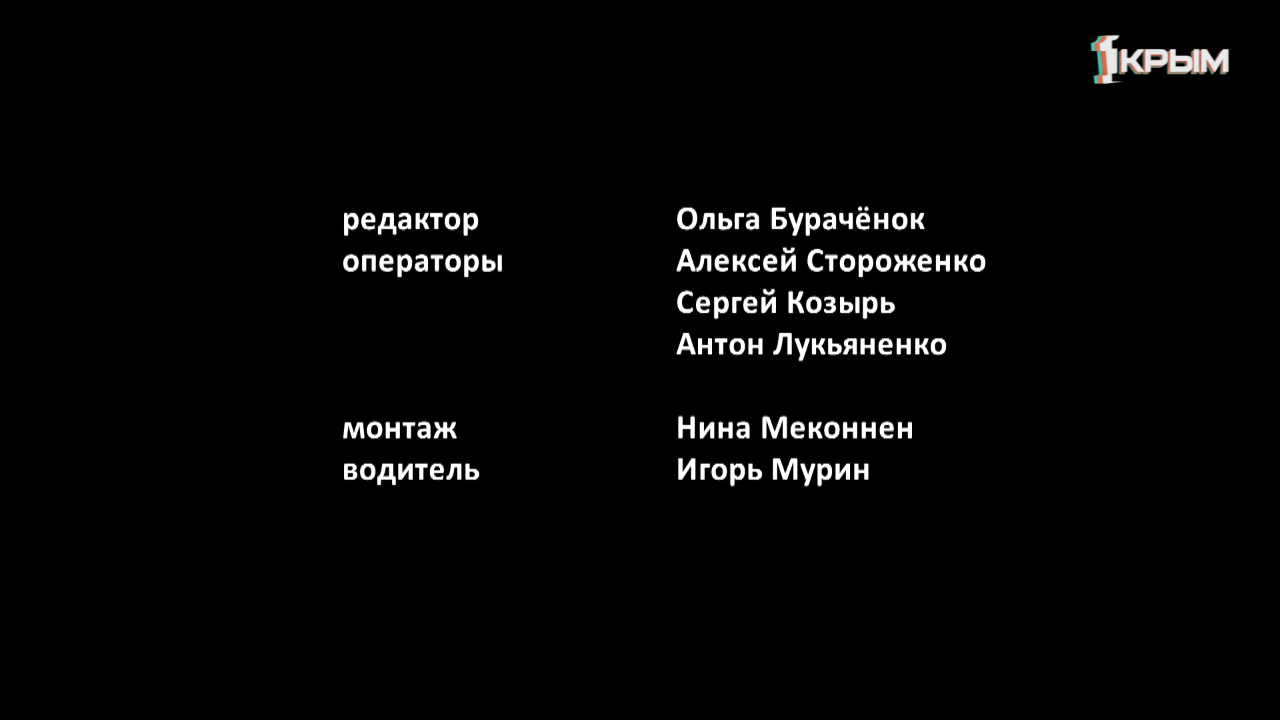 1КРЫМ
редактор Ольга Бурачёнок
операторы Алексей Стороженко
Сергей Козырь
Антон Лукьяненко
монтаж Нина Меконнен
водитель Игорь Мурин